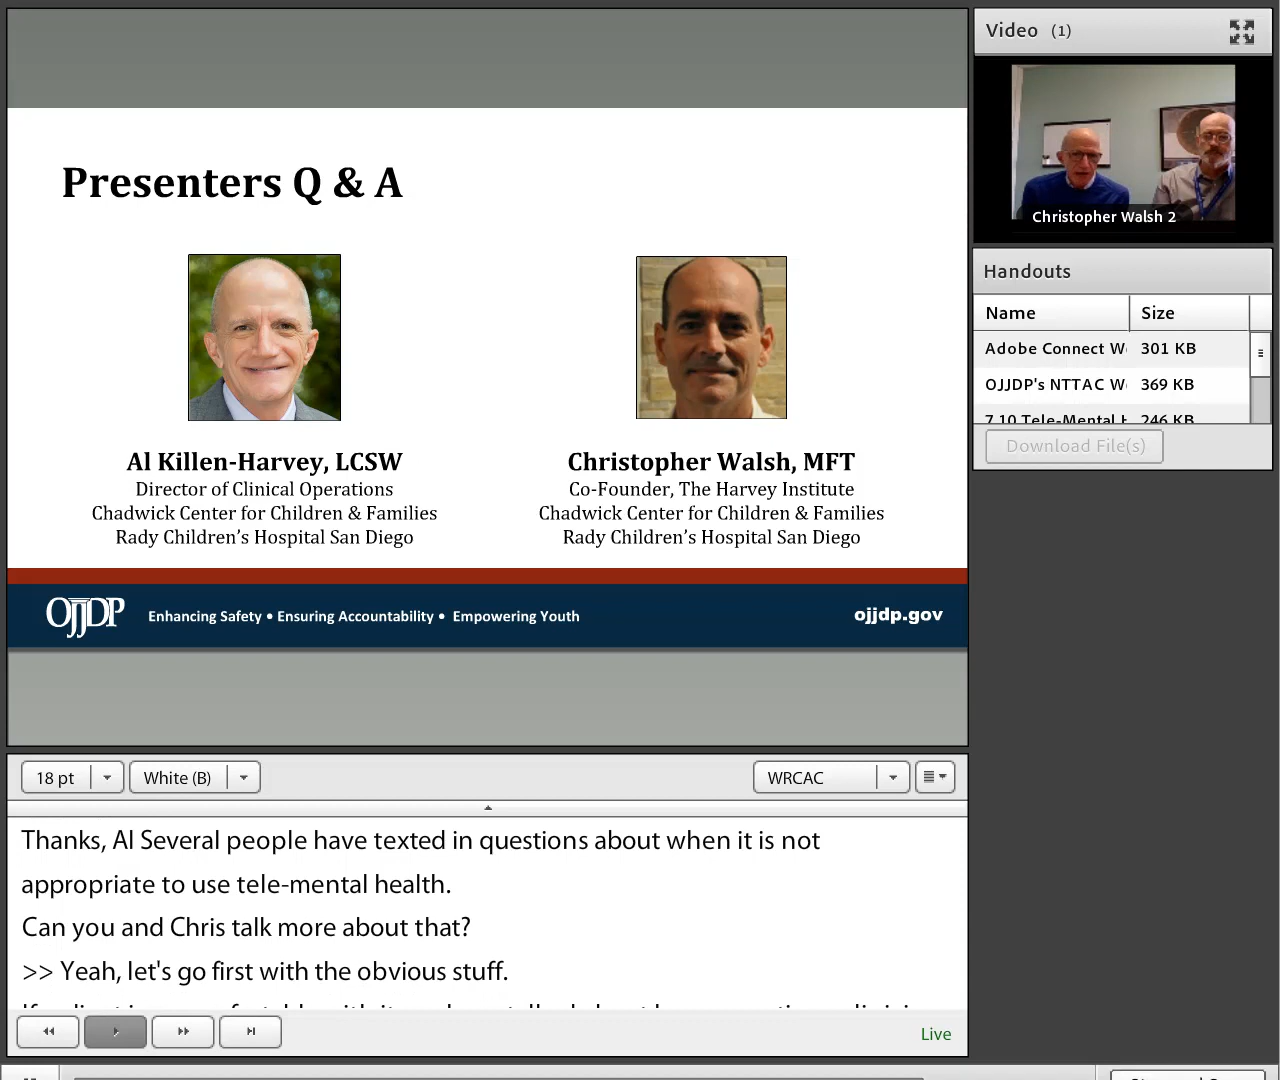 Presenters Q & A
Al Killen-Harvey, LCSW
Director of Clinical Operations
Chadwick Center for Children & Families
Rady Children's Hospital San Diego
Christopher Walsh, MFT
Co-Founder, The Harvey Institute
Chadwick Center for Children & Families
Rady Children's Hospital San Diego
OJJDP
Enhancing Safety • Ensuring Accountability • Empowering Youth
ojjdp.gov
Video (1)
Christopher Walsh 2
Handouts
Name Size
Adobe Connect W 301 KB
OJJDP's NTTAC W 369 KB
7.10 Tele-Mental 246 KB
Download File(s)
18 pt
White (B)
WRCAC
Thanks, Al Several people have texted in questions about when it is not
appropriate to use tele-mental health.
Can you and Chris talk more about that?
>> Yeah, let's go first with the obvious stuff.
Live